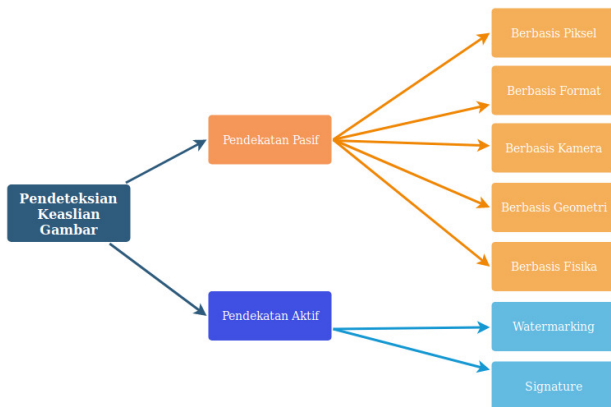 Pendeteksian
Keaslian
Gambar
Pendekatan Pasif
Berbasis Piksel
Berbasis Format
Berbasis Kamera
Berbasis Geometri
Berbasis Fisika
Pendekatan Aktif
Watermarking
Signature